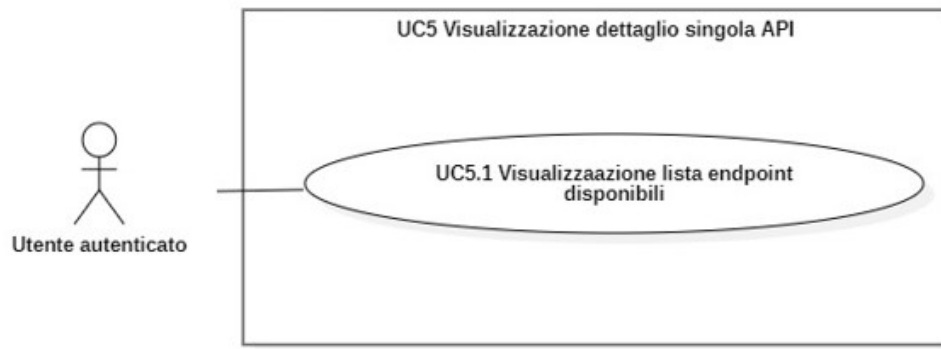 UC5 Visualizzazione dettaglio singola API
UC5.1 Visualizzaazione lista endpoint
disponibili
Utente autenticato